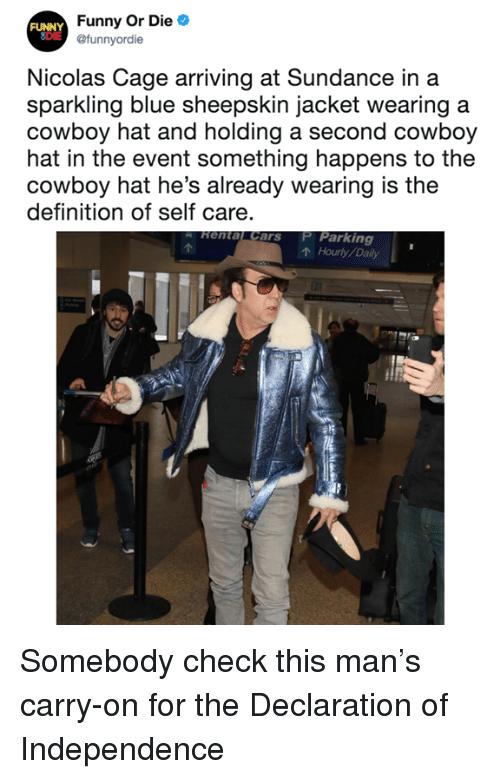 FUNNY
OR DIE
Funny Or Die
@funnyordie
Nicolas Cage arriving at Sundance in a
sparkling blue sheepskin jacket wearing a
cowboy hat and holding a second cowboy
hat in the event something happens to the
cowboy hat he's already wearing is the
definition of self care.
Rental Cars
P Parking
↑ Hourly/Daily
Somebody check this man's
carry-on for the Declaration of
Independence